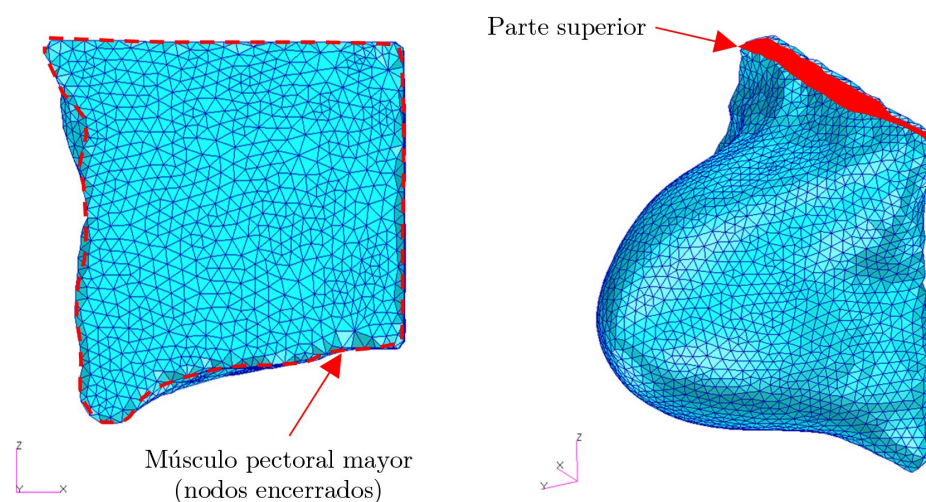 Parte superior
Músculo pectoral mayor
(nodos encerrados)
Z
Y X
Z
X
Y